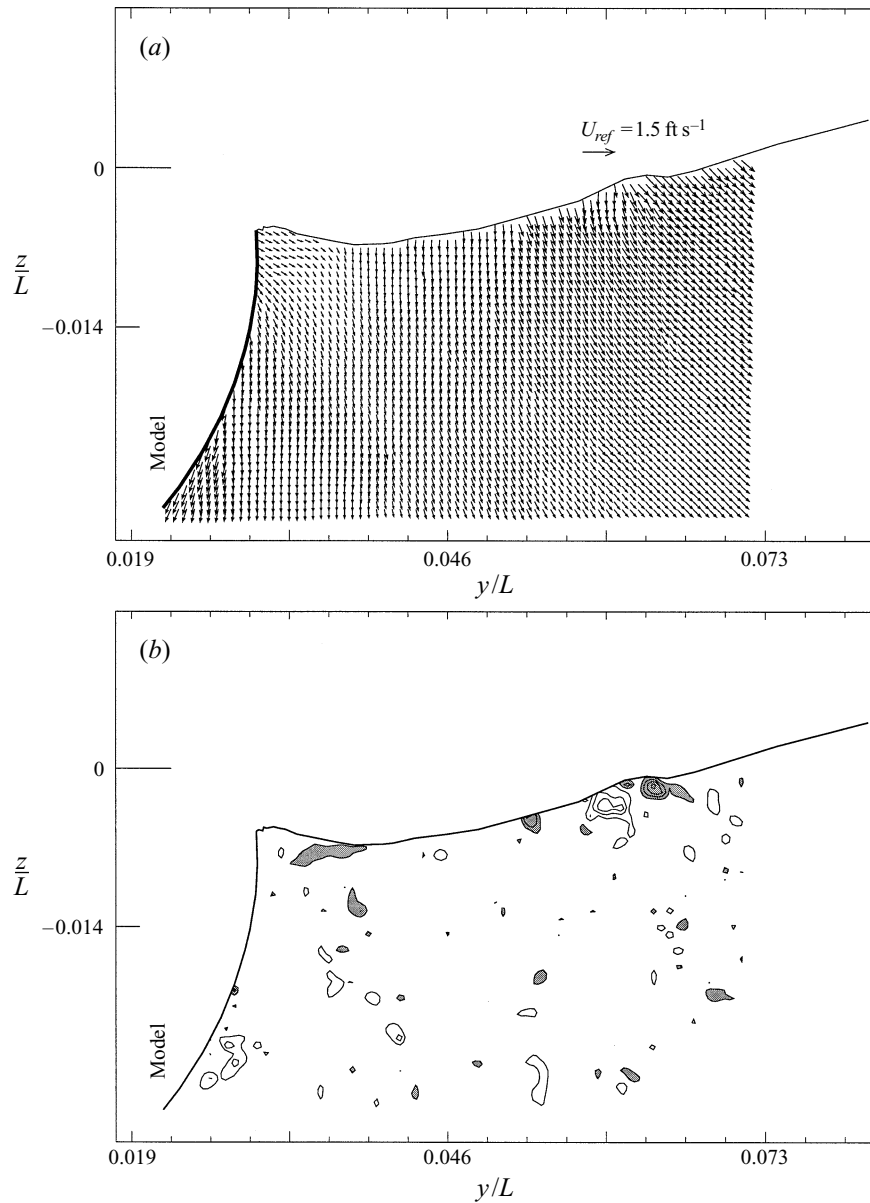 (a)
U_ref = 1.5 ft s⁻¹
0
z/L
−0.014
Model
0.019 0.046 0.073
y/L
(b)
0
z/L
−0.014
Model
0.019 0.046 0.073
y/L